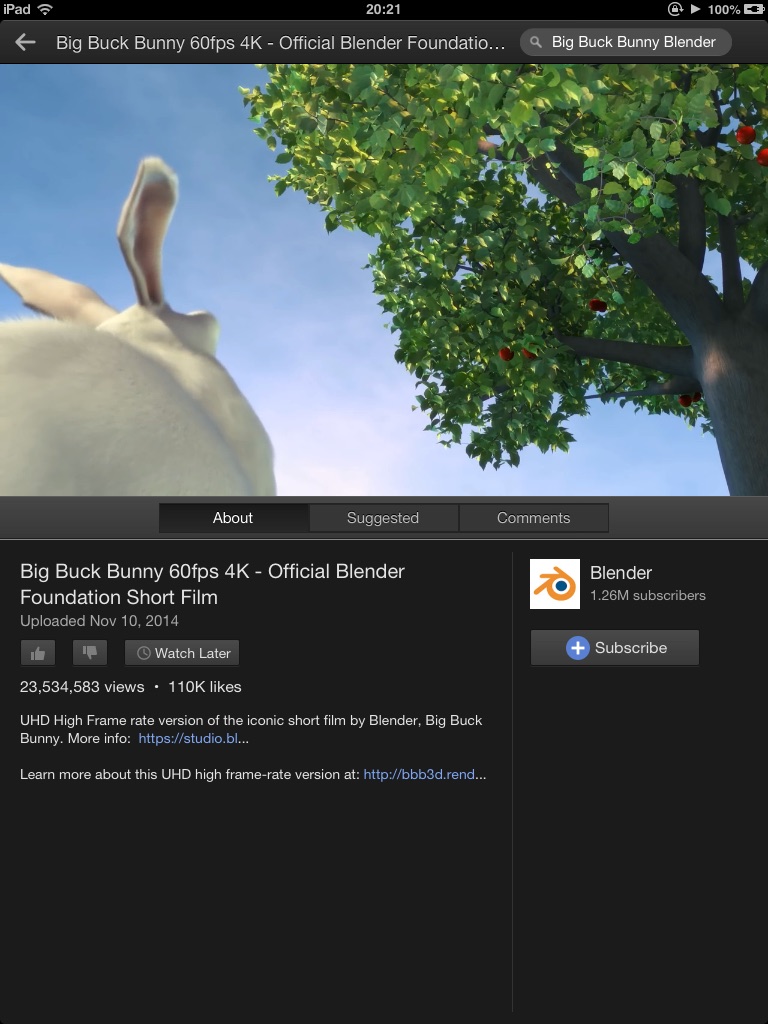 iPad 20:21 100%
Big Buck Bunny 60fps 4K - Official Blender Foundatio... Big Buck Bunny Blender
About Suggested Comments
Big Buck Bunny 60fps 4K - Official Blender
Foundation Short Film
Uploaded Nov 10, 2014
Watch Later
23,534,583 views • 110K likes
UHD High Frame rate version of the iconic short film by Blender, Big Buck
Bunny. More info: https://studio.bl...
Learn more about this UHD high frame-rate version at: http://bbb3d.rend...
Blender
1.26M subscribers
Subscribe